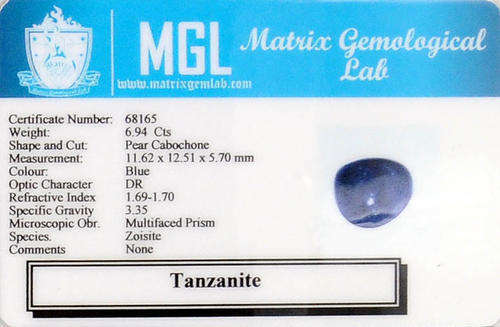 MGL
Matrix Gemological
Lab
www.matrixgemlab.com
Certificate Number: 68165
Weight: 6.94 Cts
Shape and Cut: Pear Cabochone
Measurement: 11.62 x 12.51 x 5.70 mm
Colour: Blue
Optic Character DR
Refractive Index 1.69-1.70
Specific Gravity 3.35
Microscopic Obr. Multifaced Prism
Species. Zoisite
Comments None
Tanzanite